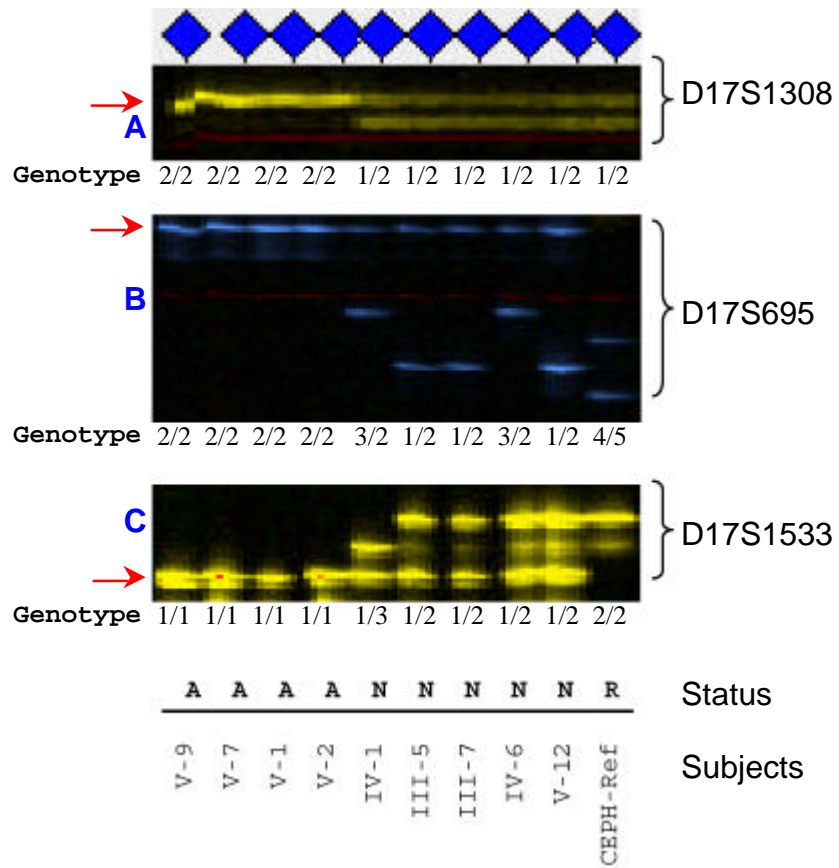 D17S1308
A
Genotype 2/2 2/2 2/2 2/2 1/2 1/2 1/2 1/2 1/2 1/2
B
D17S695
Genotype 2/2 2/2 2/2 2/2 3/2 1/2 1/2 3/2 1/2 4/5
C
D17S1533
Genotype 1/1 1/1 1/1 1/1 1/3 1/2 1/2 1/2 1/2 2/2
A A A A N N N N N R Status
V-9 V-7 V-1 V-2 IV-1 III-5 III-7 IV-6 V-12 CEPH-Ref Subjects